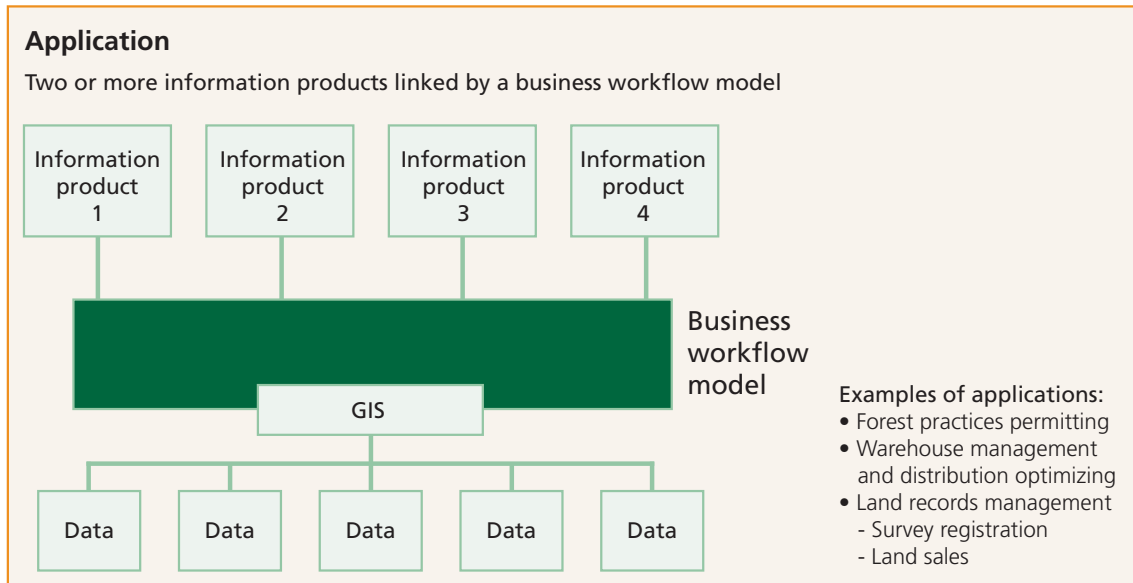 Application
Two or more information products linked by a business workflow model
Information
product
1
Information
product
2
Information
product
3
Information
product
4
Business
workflow
model
GIS
Data
Data
Data
Data
Data
Examples of applications:
• Forest practices permitting
• Warehouse management
and distribution optimizing
• Land records management
- Survey registration
- Land sales